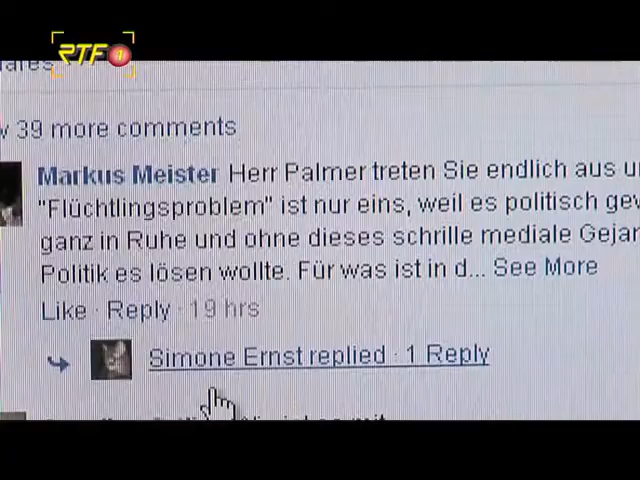 RTF 1
39 more comments
Markus Meister Herr Palmer treten Sie endlich aus
"Flüchtlingsproblem" ist nur eins, weil es politisch
ganz in Ruhe und ohne dieses schrille mediale
Politik es lösen wollte. Für was ist in d... See More
Like · Reply · 19 hrs
Simone Ernst replied · 1 Reply